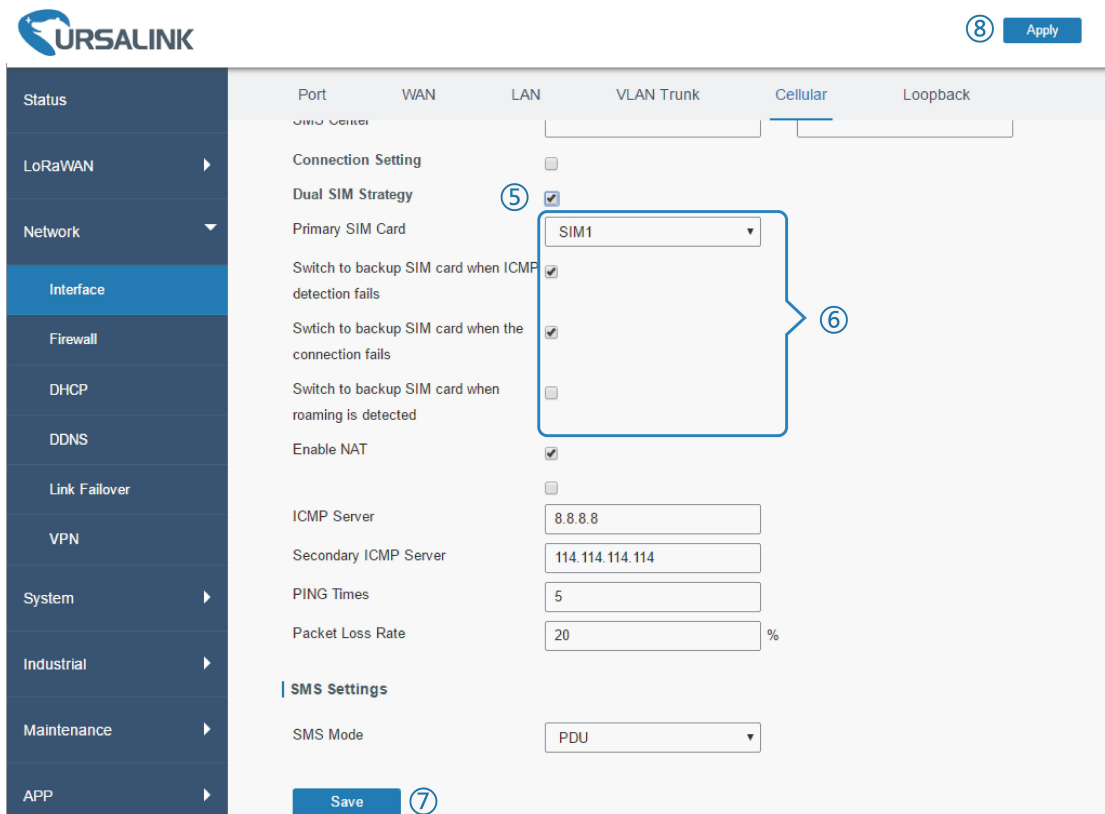 URSALINK
⑧ Apply
Status
LoRaWAN
Network
Interface
Firewall
DHCP
DDNS
Link Failover
VPN
System
Industrial
Maintenance
APP
Port WAN LAN VLAN Trunk Cellular Loopback
SMS Center
Connection Setting
Dual SIM Strategy ⑤
Primary SIM Card SIM1
Switch to backup SIM card when ICMP
detection fails
Swtich to backup SIM card when the
connection fails
⑥
Switch to backup SIM card when
roaming is detected
Enable NAT
ICMP Server 8.8.8.8
Secondary ICMP Server 114.114.114.114
PING Times 5
Packet Loss Rate 20 %
SMS Settings
SMS Mode PDU
Save ⑦